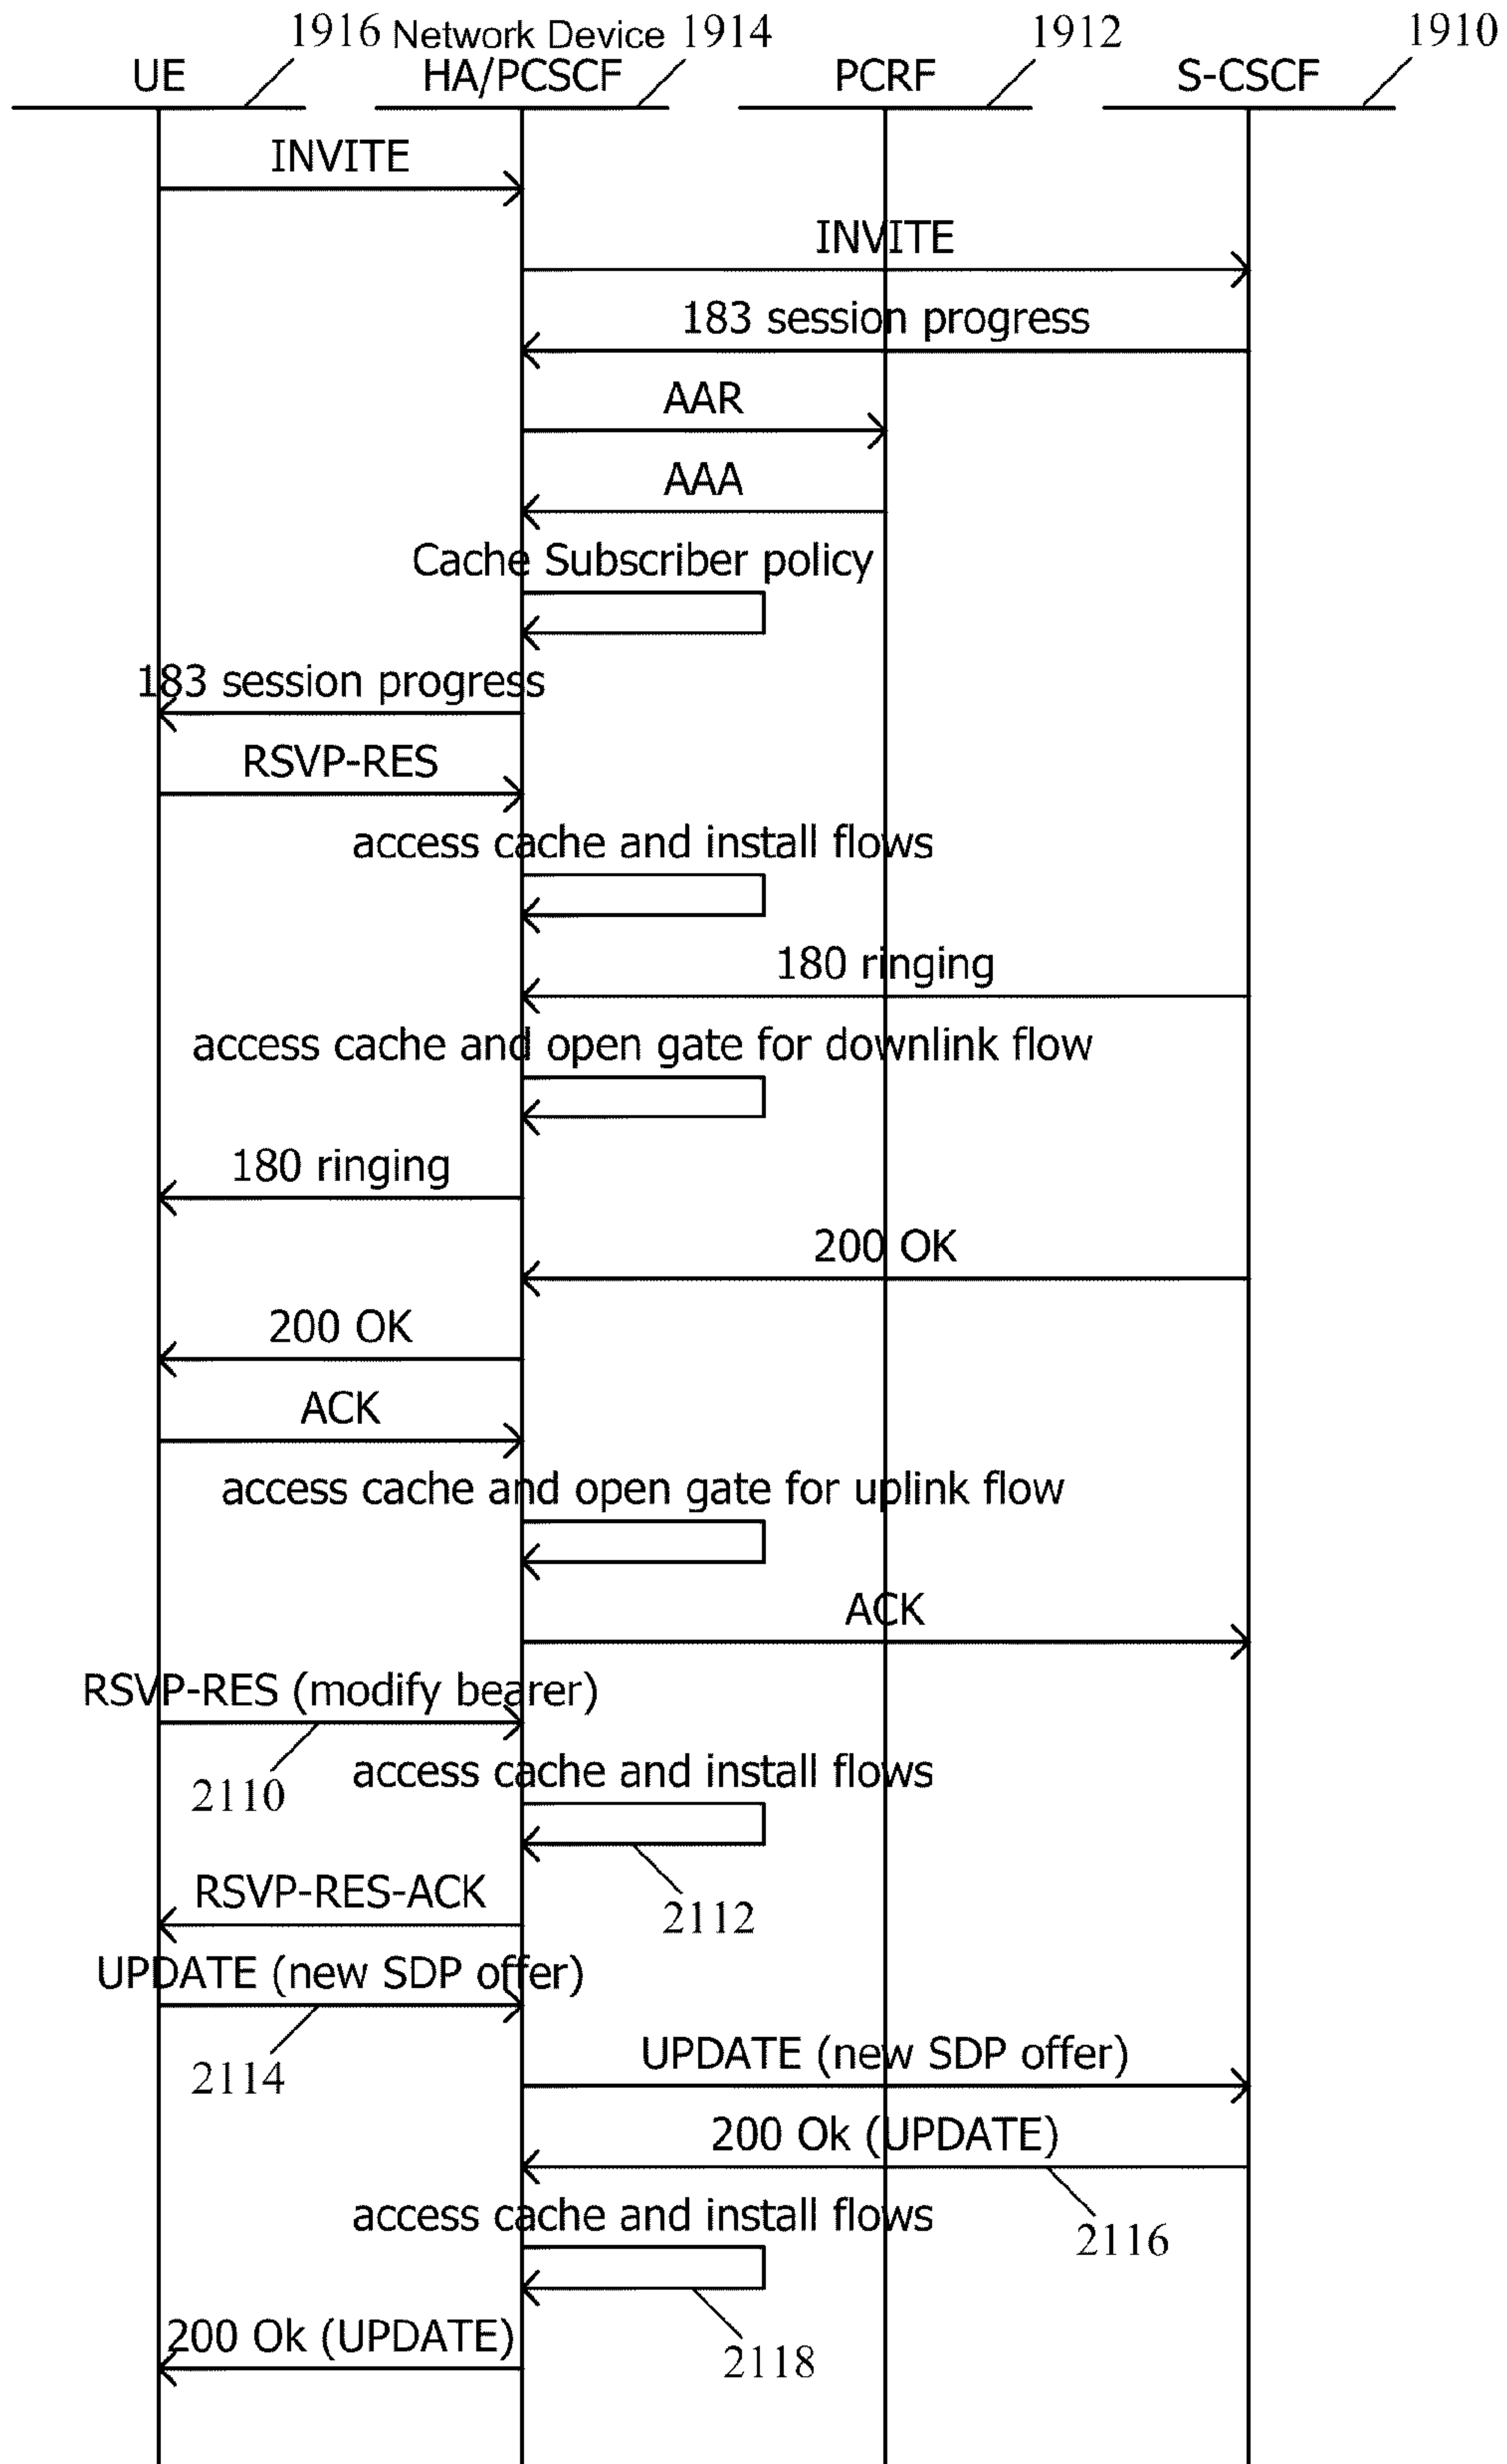 1916 Network Device 1914 1912 1910
UE HA/PCSCF PCRF S-CSCF
INVITE
INVITE
183 session progress
AAR
AAA
Cache Subscriber policy
183 session progress
RSVP-RES
access cache and install flows
180 ringing
access cache and open gate for downlink flow
180 ringing
200 OK
200 OK
ACK
access cache and open gate for uplink flow
ACK
RSVP-RES (modify bearer)
access cache and install flows
2110
RSVP-RES-ACK
2112
UPDATE (new SDP offer)
UPDATE (new SDP offer)
2114
200 Ok (UPDATE)
access cache and install flows
2116
200 Ok (UPDATE)
2118